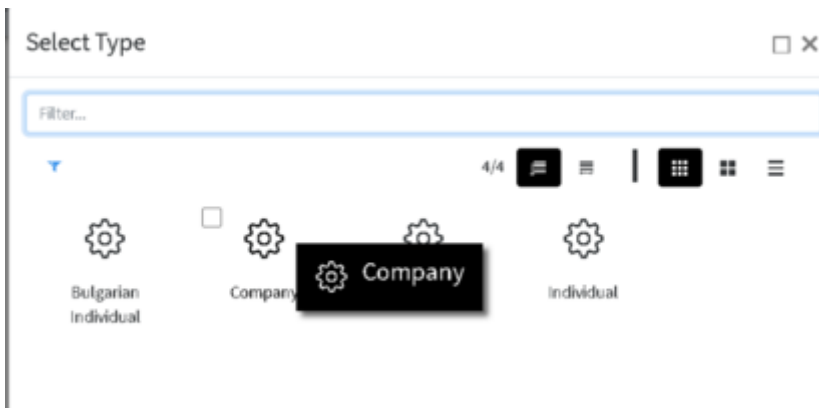 Select Type
Filter...
4/4
Bulgarian
Individual
Company
Company
Individual